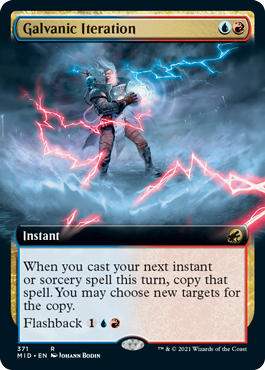 Galvanic Iteration
Instant
When you cast your next instant
or sorcery spell this turn, copy that
spell. You may choose new targets for
the copy.
Flashback 1
371 R
MID • EN Johann Bodin
™ & © 2021 Wizards of the Coast